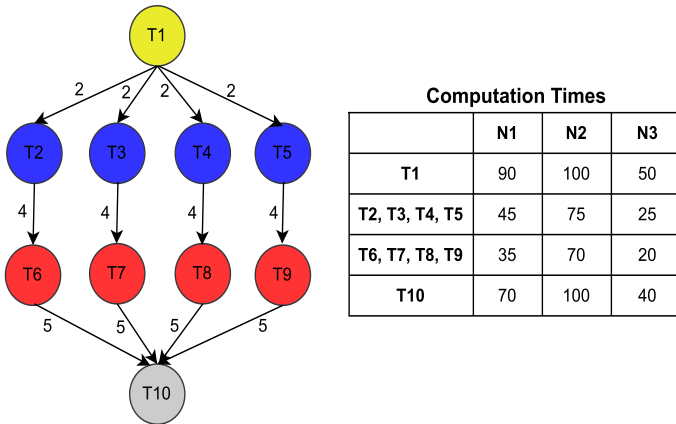 T1
2 2 2 2
T2 T3 T4 T5
4 4 4 4
T6 T7 T8 T9
5 5 5 5
T10
Computation Times
N1 N2 N3
T1 90 100 50
T2, T3, T4, T5 45 75 25
T6, T7, T8, T9 35 70 20
T10 70 100 40